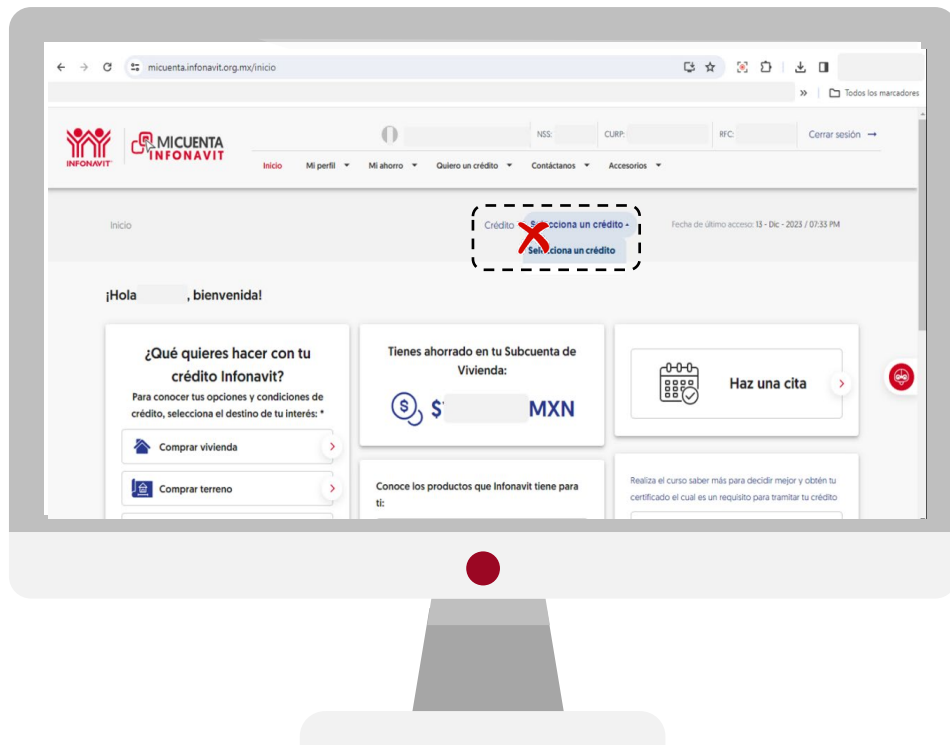 micuenta.infonavit.org.mx/inicio
» Todos los marcadores
INFONAVIT
MICUENTA
INFONAVIT
NSS: CURP: RFC: Cerrar sesión →
Inicio Mi perfil Mi ahorro Quiero un crédito Contáctanos Accesorios
Inicio
Crédito Selecciona un crédito
Fecha de último acceso: 13 - Dic - 2023 / 07:33 PM
Selecciona un crédito
¡Hola , bienvenida!
¿Qué quieres hacer con tu
crédito Infonavit?
Para conocer tus opciones y condiciones de
crédito, selecciona el destino de tu interés: *
Comprar vivienda
Comprar terreno
Tienes ahorrado en tu Subcuenta de
Vivienda:
$ MXN
Conoce los productos que Infonavit tiene para
ti:
Haz una cita
Realiza el curso saber más para decidir mejor y obtén tu
certificado el cual es un requisito para tramitar tu crédito